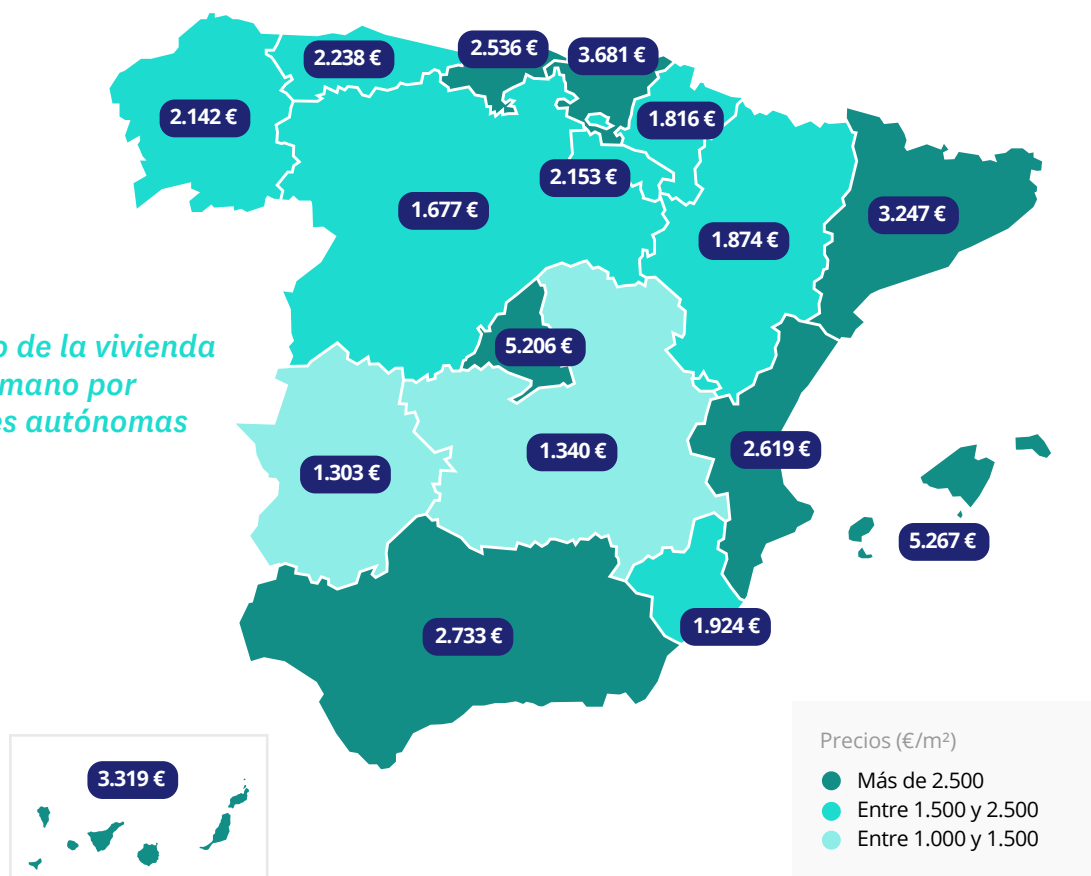 2.536 €
3.681 €
2.238 €
2.142 €
1.816 €
2.153 €
1.677 €
3.247 €
1.874 €
o de la vivienda
mano por
es autónomas
5.206 €
1.303 €
1.340 €
2.619 €
5.267 €
1.924 €
2.733 €
3.319 €
Precios (€/m²)
Más de 2.500
Entre 1.500 y 2.500
Entre 1.000 y 1.500